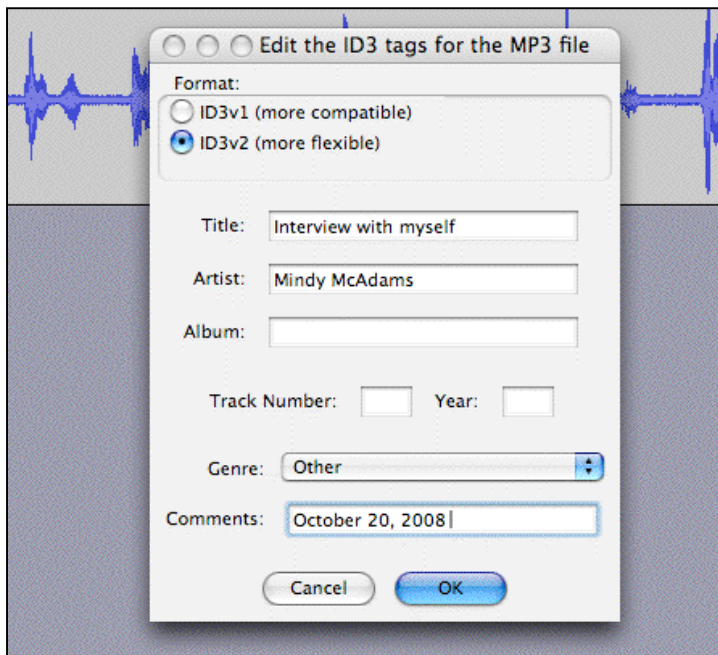 Edit the ID3 tags for the MP3 file
Format:
ID3v1 (more compatible)
ID3v2 (more flexible)
Title: Interview with myself
Artist: Mindy McAdams
Album:
Track Number: Year:
Genre: Other
Comments: October 20, 2008
Cancel OK